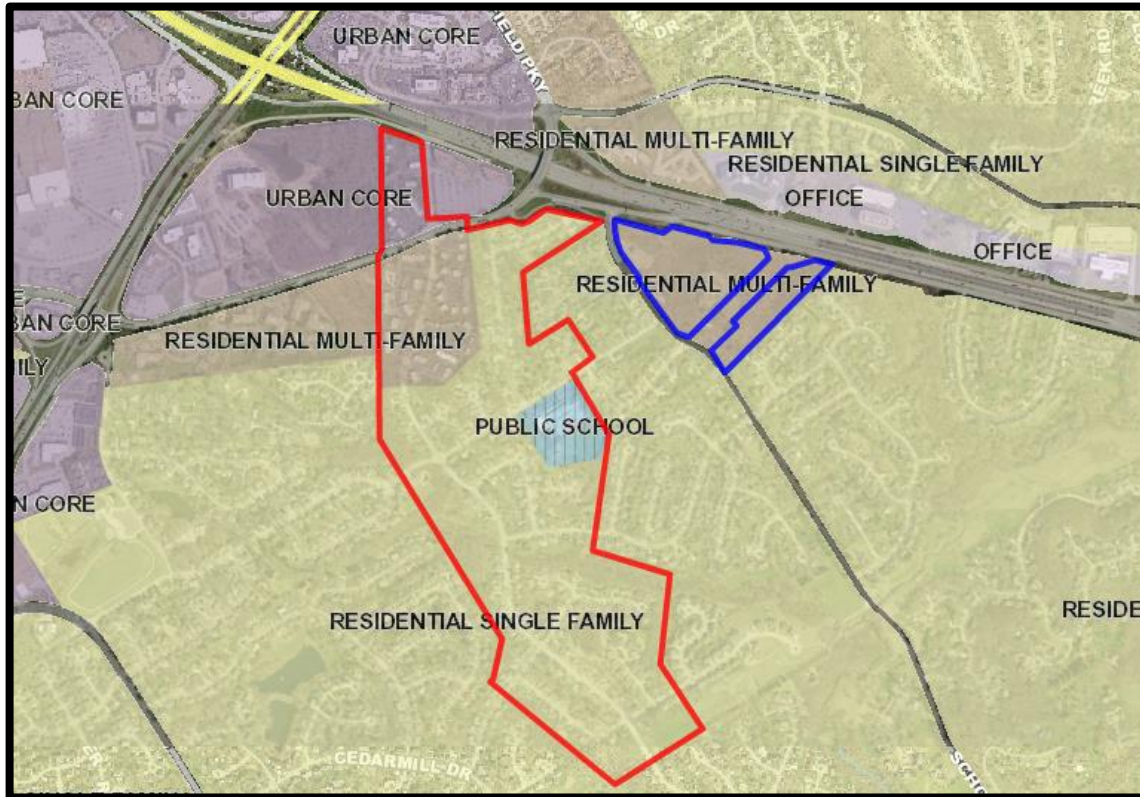 URBAN CORE
BAN CORE
RESIDENTIAL MULTI-FAMILY
RESIDENTIAL SINGLE FAMILY
URBAN CORE
OFFICE
OFFICE
RESIDENTIAL MULTI-FAMILY
BAN CORE
RESIDENTIAL MULTI-FAMILY
PUBLIC SCHOOL
N CORE
RESIDENTIAL SINGLE FAMILY
RESIDE
CEDARMILL-DR